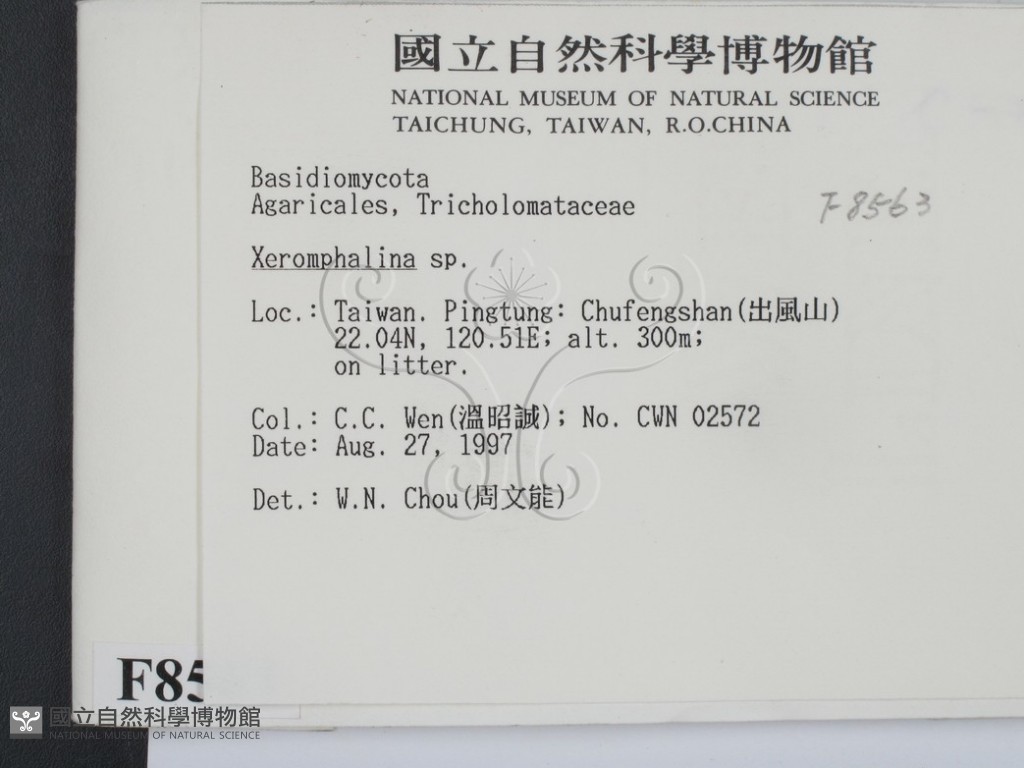 國立自然科學博物館
NATIONAL MUSEUM OF NATURAL SCIENCE
TAICHUNG, TAIWAN, R.O.CHINA
Basidiomycota
Agaricales, Tricholomataceae
F8563
Xeromphalina sp.
Loc.: Taiwan. Pingtung: Chufengshan(出風山)
22.04N, 120.51E; alt. 300m;
on litter.
Col.: C.C. Wen(溫昭誠); No. CWN 02572
Date: Aug. 27, 1997
Det.: W.N. Chou(周文能)
F85
國立自然科學博物館
NATIONAL MUSEUM OF NATURAL SCIENCE